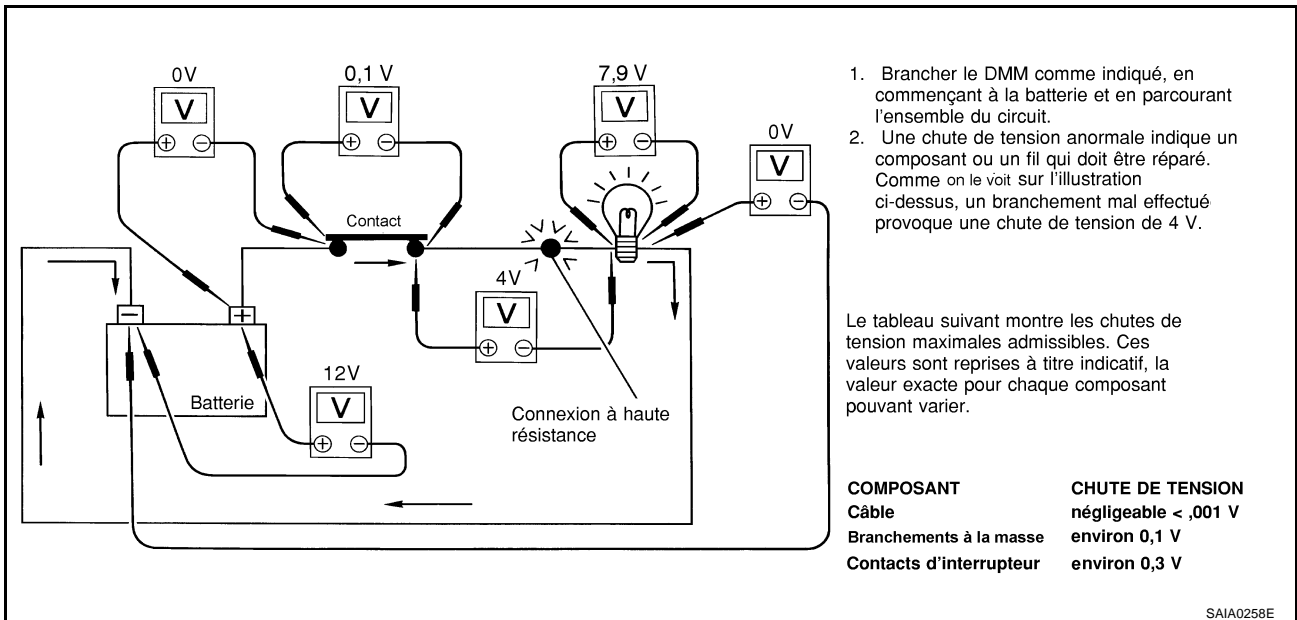 0V
0,1 V
7,9 V
0V
V
V
V
V
+ −
+ −
+ −
+ −
Contact
4V
V
+ −
− +
Batterie
12V
V
+ −
Connexion à haute
résistance
1. Brancher le DMM comme indiqué, en
commençant à la batterie et en parcourant
l'ensemble du circuit.
2. Une chute de tension anormale indique un
composant ou un fil qui doit être réparé.
Comme on le voit sur l'illustration
ci-dessus, un branchement mal effectué
provoque une chute de tension de 4 V.
Le tableau suivant montre les chutes de
tension maximales admissibles. Ces
valeurs sont reprises à titre indicatif, la
valeur exacte pour chaque composant
pouvant varier.
COMPOSANT CHUTE DE TENSION
Câble négligeable < ,001 V
Branchements à la masse environ 0,1 V
Contacts d'interrupteur environ 0,3 V
SAIA0258E